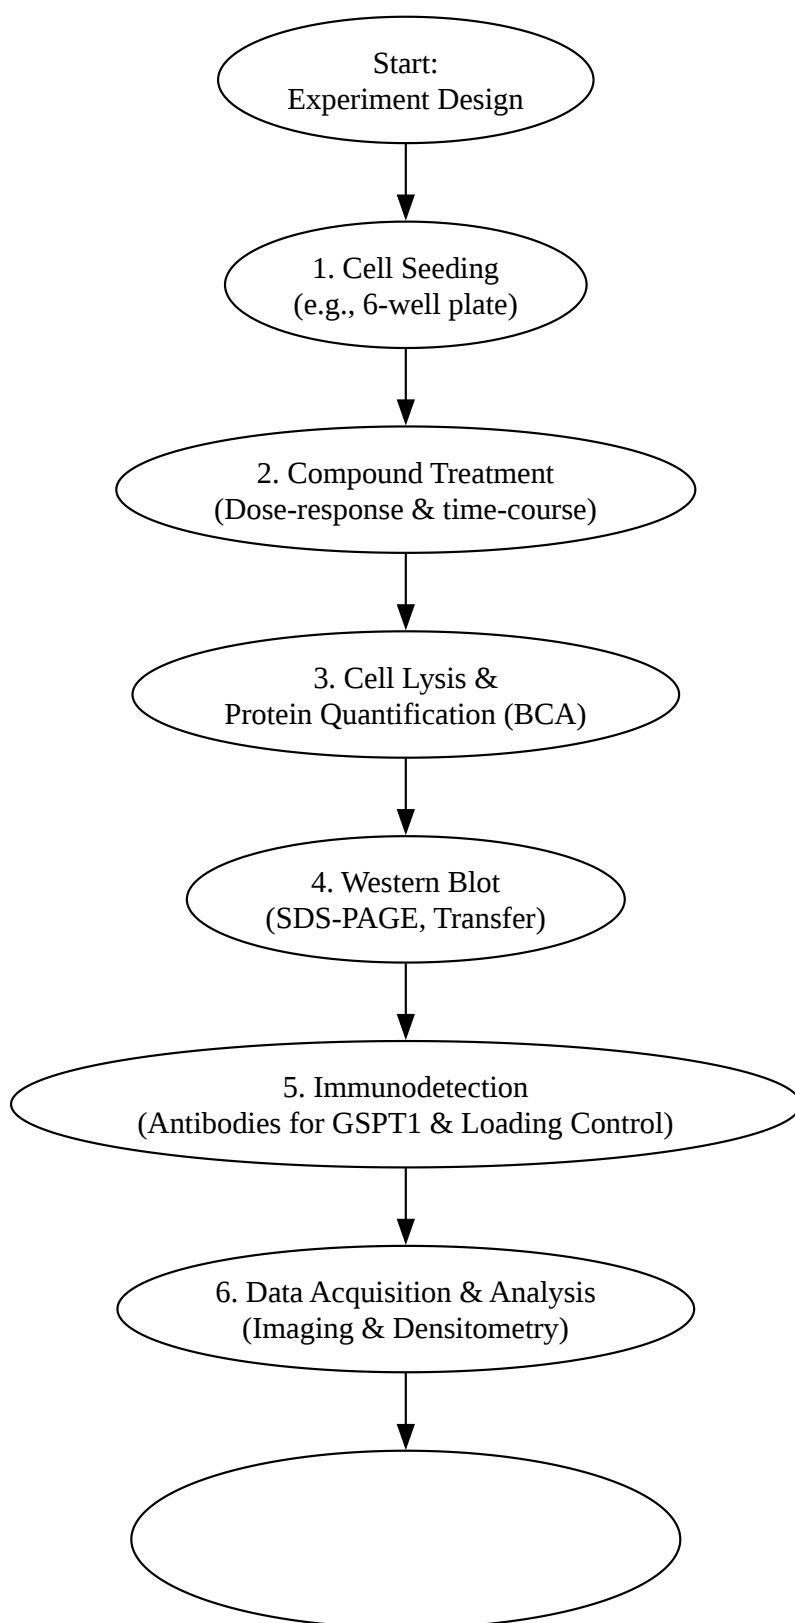 Start:
Experiment Design
1. Cell Seeding
(e.g., 6-well plate)
2. Compound Treatment
(Dose-response & time-course)
3. Cell Lysis &
Protein Quantification (BCA)
4. Western Blot
(SDS-PAGE, Transfer)
5. Immunodetection
(Antibodies for GSPT1 & Loading Control)
6. Data Acquisition & Analysis
(Imaging & Densitometry)